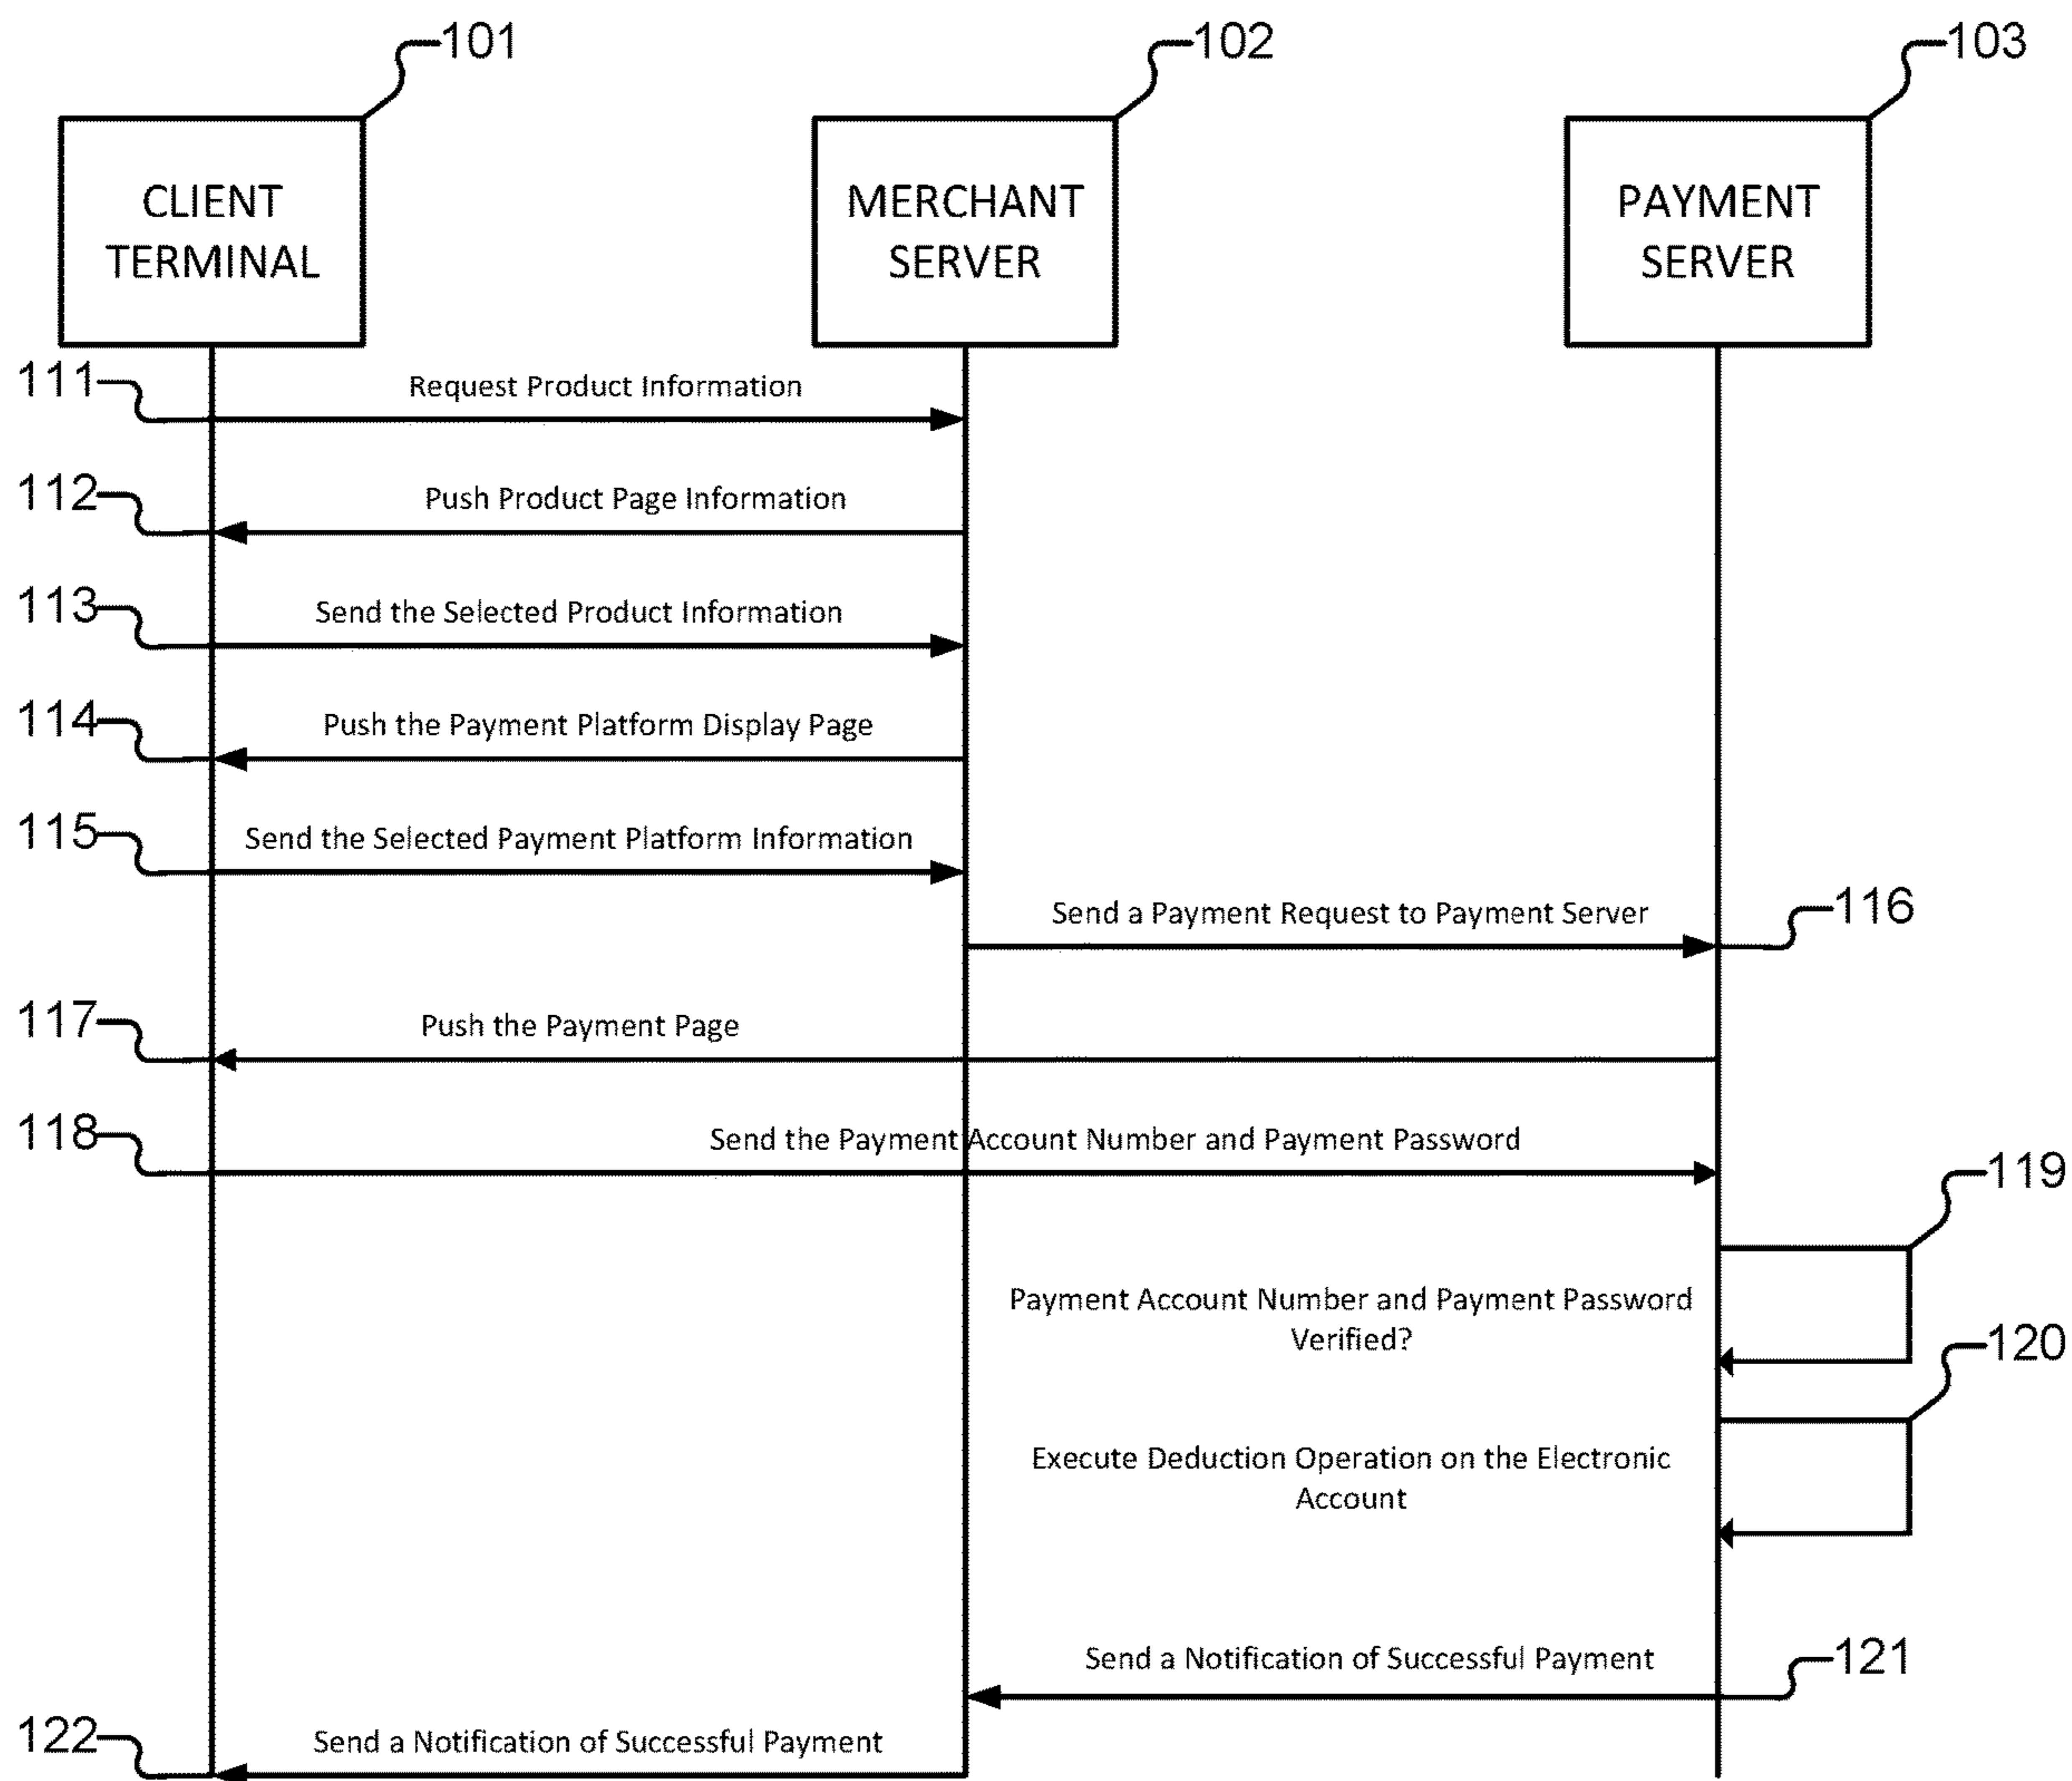 101
102
103
CLIENT
TERMINAL
MERCHANT
SERVER
PAYMENT
SERVER
111
Request Product Information
112
Push Product Page Information
113
Send the Selected Product Information
114
Push the Payment Platform Display Page
115
Send the Selected Payment Platform Information
Send a Payment Request to Payment Server
116
117
Push the Payment Page
118
Send the Payment Account Number and Payment Password
119
Payment Account Number and Payment Password
Verified?
120
Execute Deduction Operation on the Electronic
Account
Send a Notification of Successful Payment
121
122
Send a Notification of Successful Payment